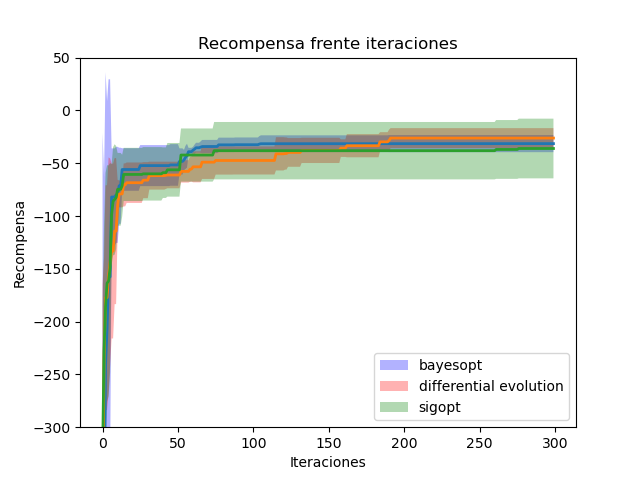 Recompensa frente iteraciones
50
0
−50
−100
−150
−200
−250
−300
Recompensa
0 50 100 150 200 250 300
Iteraciones
bayesopt
differential evolution
sigopt